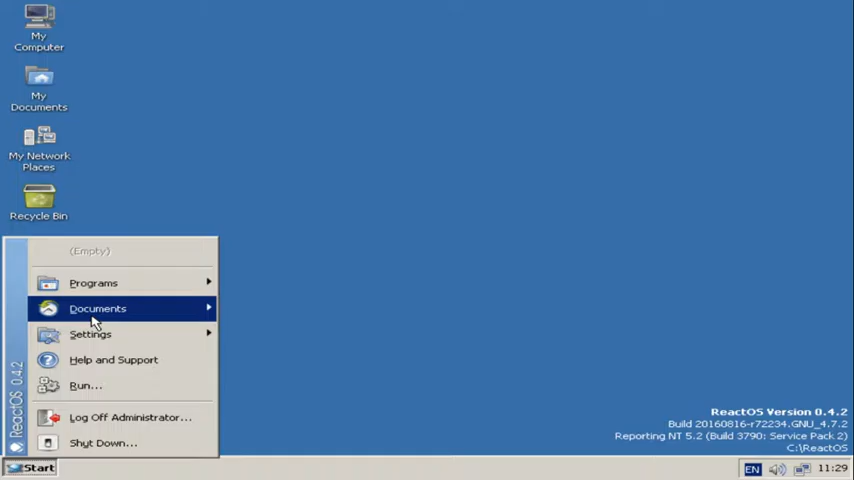 My
Computer
My
Documents
My Network
Places
Recycle Bin
(Empty)
Programs
Documents
Settings
Help and Support
Run...
Log Off Administrator...
Shut Down...
ReactOS 0.4.2
Start
ReactOS Version 0.4.2
Build 20160816-r72234.GNU_4.7.2
Reporting NT 5.2 (Build 3790: Service Pack 2)
C:\ReactOS
EN
11:29